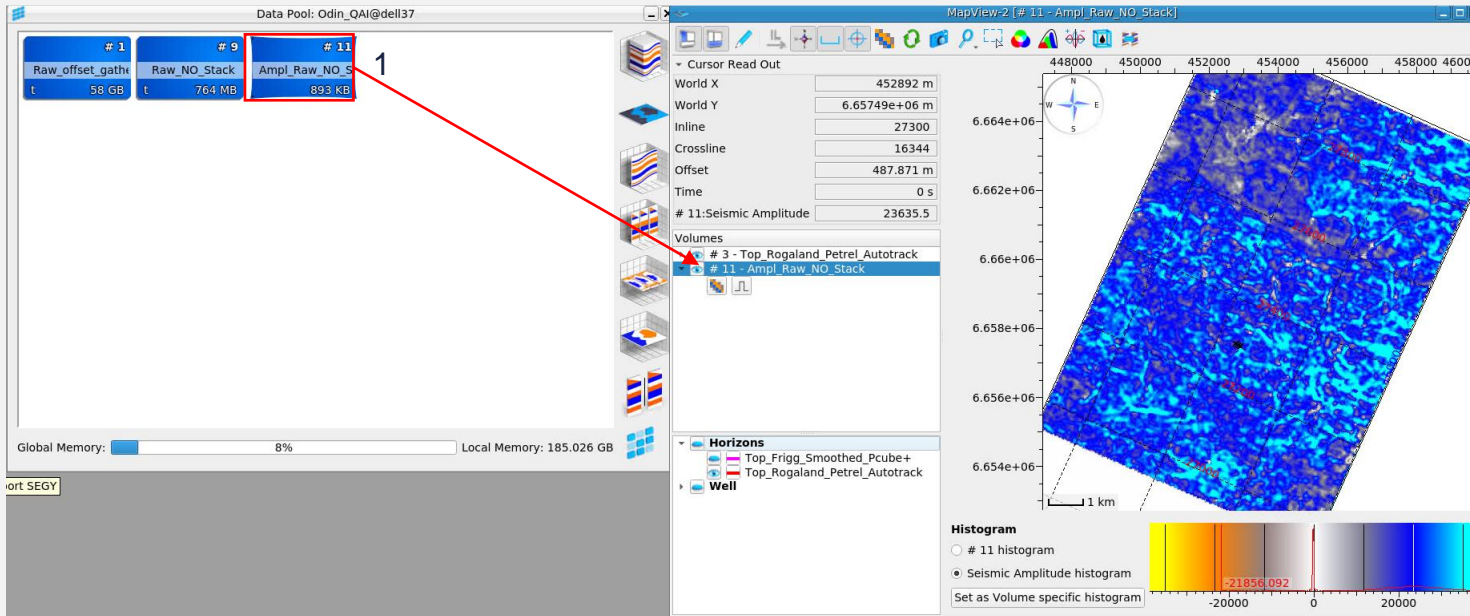 Data Pool: Odin_QAI@dell37
# 1
Raw_offset_gathe
t 58 GB
# 9
Raw_NO_Stack
t 764 MB
# 11
Ampl_Raw_NO_S
893 KB
1
Global Memory:
8%
Local Memory: 185.026 GB
ort SEGY
MapView-2 [# 11 - Ampl_Raw_NO_Stack]
Cursor Read Out
World X 452892 m
World Y 6.65749e+06 m
Inline 27300
Crossline 16344
Offset 487.871 m
Time 0 s
# 11:Seismic Amplitude 23635.5
Volumes
# 3 - Top_Rogaland_Petrel_Autotrack
# 11 - Ampl_Raw_NO_Stack
Horizons
Top_Frigg_Smoothed_Pcube+
Top_Rogaland_Petrel_Autotrack
Well
448000 450000 452000 454000 456000 458000 4600
N
W E
S
6.664e+06
6.662e+06
6.66e+06
6.658e+06
6.656e+06
6.654e+06
1 km
Histogram
# 11 histogram
Seismic Amplitude histogram
Set as Volume specific histogram
-21856.092
-20000 0 20000